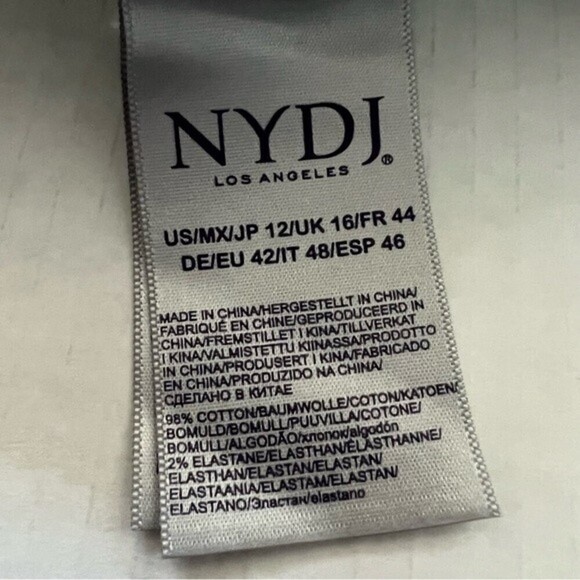 NYDJ®
LOS ANGELES
US/MX/JP 12/UK 16/FR 44
DE/EU 42/IT 48/ESP 46
MADE IN CHINA/HERGESTELLT IN CHINA/
FABRIQUÉ EN CHINE/GEPRODUCEERD IN
CHINA/FREMSTILLET I KINA/TILLVERKAT
I KINA/VALMISTETTU KIINASSA/PRODOTTO
IN CHINA/PRODUSERT I KINA/FABRICADO
EN CHINA/PRODUZIDO NA CHINA/
СДЕЛАНО В КИТАЕ
98% COTTON/BAUMWOLLE/COTON/KATOEN/
BOMULD/BOMULL/PUUVILLA/COTONE/
BOMULL/ALGODÃO/хлопок/algodón
2% ELASTANE/ELASTHAN/ÉLASTHANNE/
ELASTHAN/ELASTAN/ELASTAN/
ELASTAANIA/ELASTAM/ELASTAN/
ELASTANO/Эластан/elastano